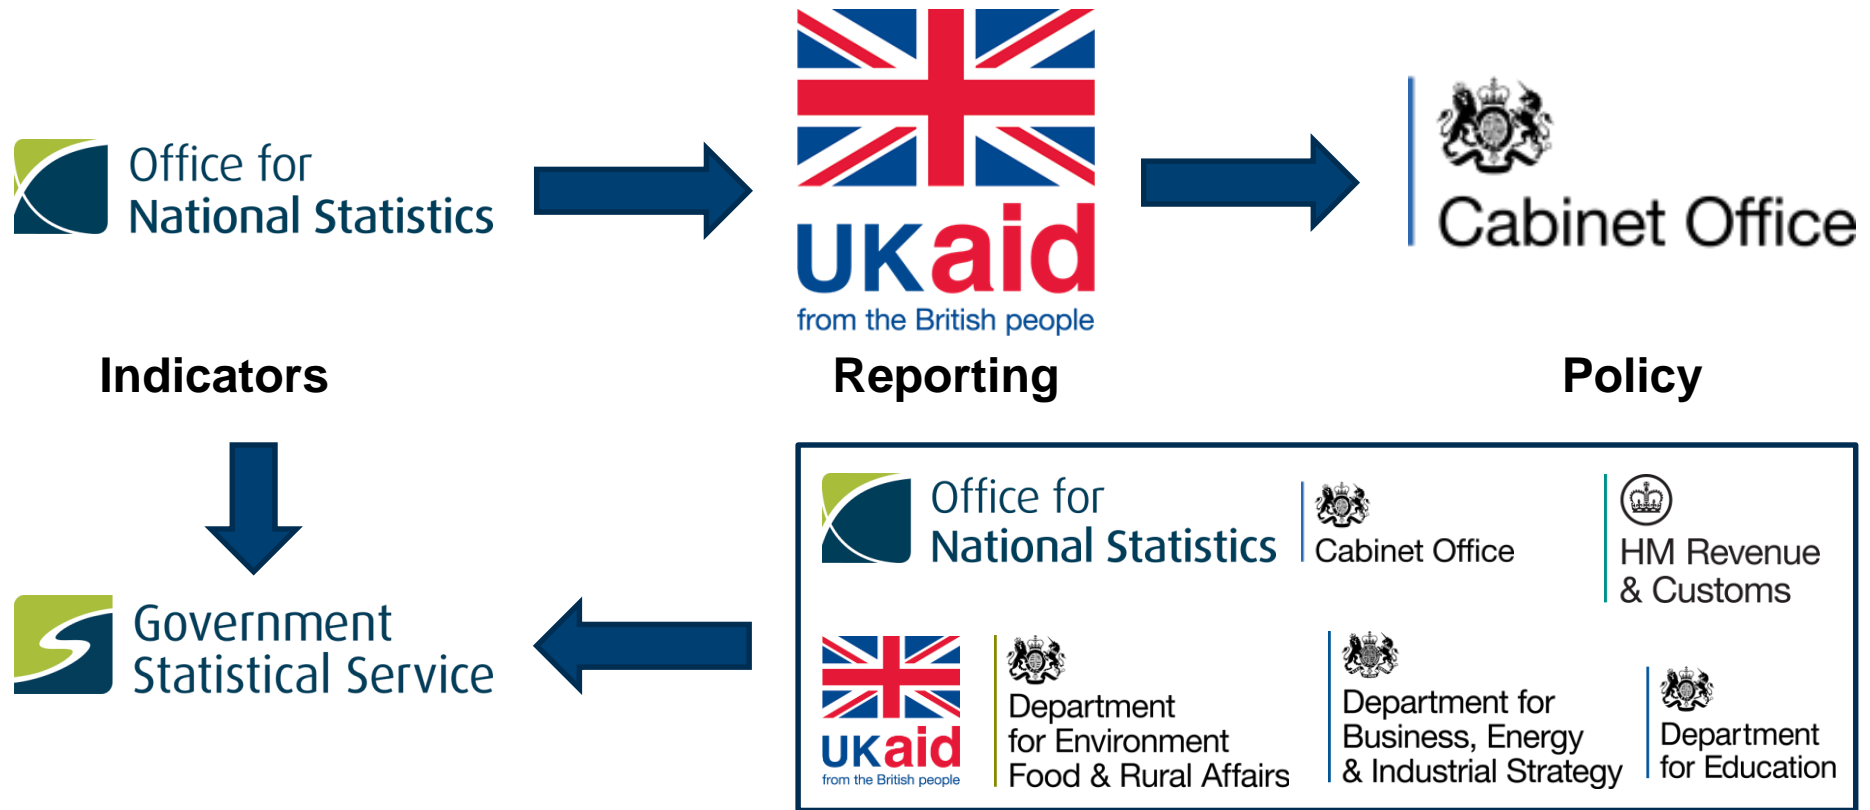 Office for
National Statistics
UKaid
from the British people
Cabinet Office
Indicators
Reporting
Policy
Government
Statistical Service
Office for
National Statistics
Cabinet Office
HM Revenue
& Customs
UKaid
from the British people
Department
for Environment
Food & Rural Affairs
Department for
Business, Energy
& Industrial Strategy
Department
for Education